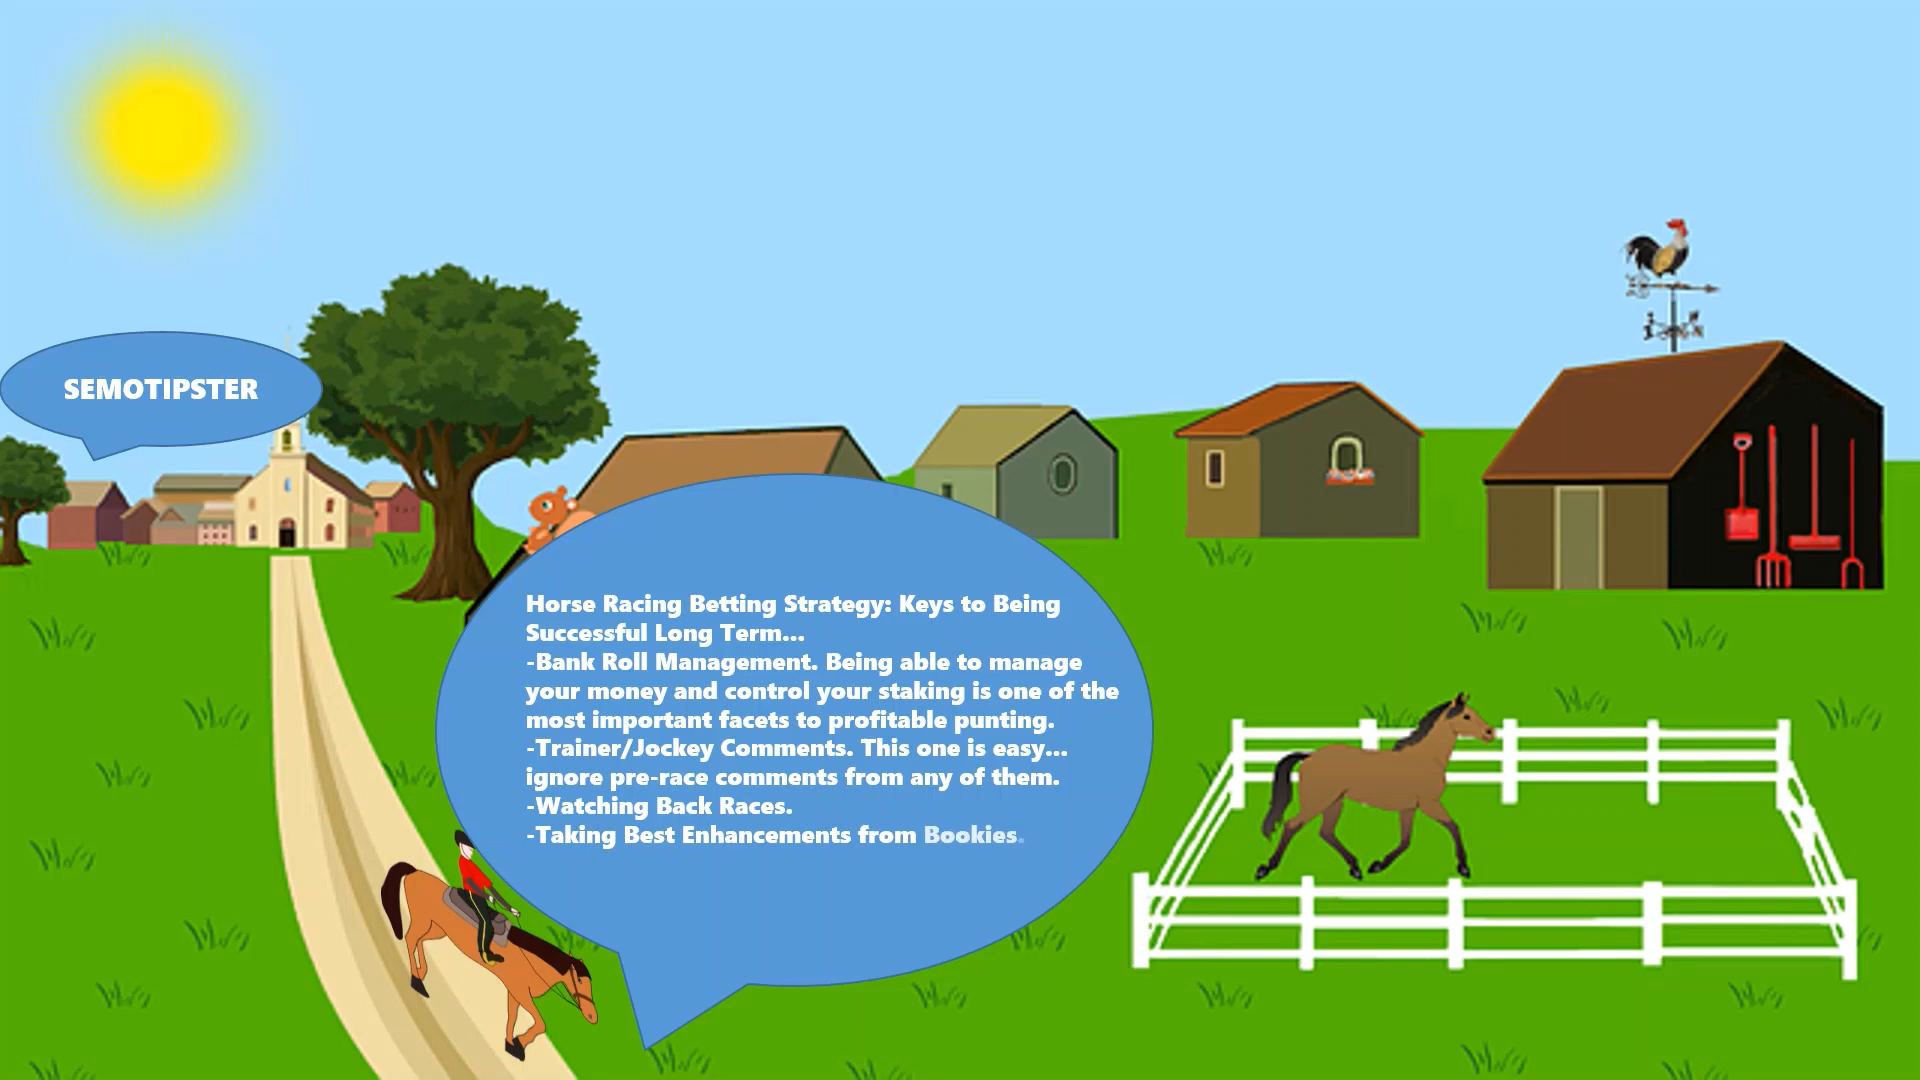 SEMOTIPSTER
Horse Racing Betting Strategy: Keys to Being
Successful Long Term...
-Bank Roll Management. Being able to manage
your money and control your staking is one of the
most important facets to profitable punting.
-Trainer/Jockey Comments. This one is easy...
ignore pre-race comments from any of them.
-Watching Back Races.
-Taking Best Enhancements from Bookies.